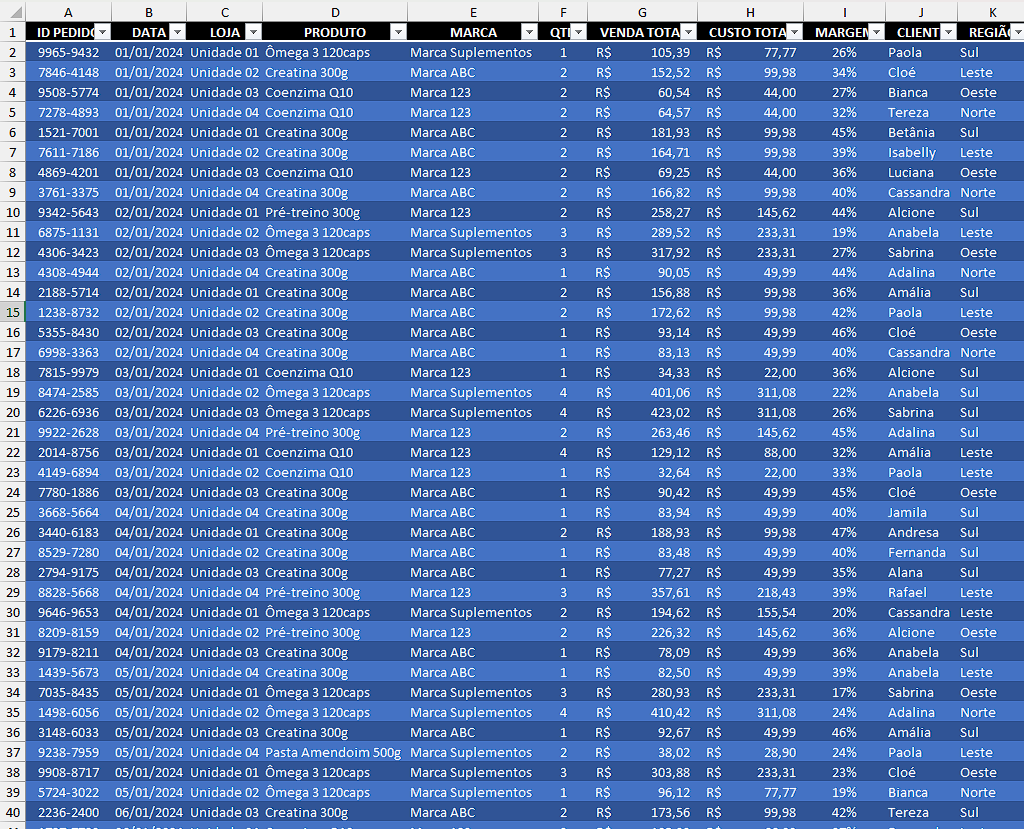 A B C D E F G H I J K
1 ID PEDIDO DATA LOJA PRODUTO MARCA QTI VENDA TOTA CUSTO TOTA MARGEN CLIENT REGIÃ
2 9965-9432 01/01/2024 Unidade 01 Ômega 3 120caps Marca Suplementos 1 R$ 105,39 R$ 77,77 26% Paola Sul
3 7846-4148 01/01/2024 Unidade 02 Creatina 300g Marca ABC 2 R$ 152,52 R$ 99,98 34% Cloé Leste
4 9508-5774 01/01/2024 Unidade 03 Coenzima Q10 Marca 123 2 R$ 60,54 R$ 44,00 27% Bianca Oeste
5 7278-4893 01/01/2024 Unidade 04 Coenzima Q10 Marca 123 2 R$ 64,57 R$ 44,00 32% Tereza Norte
6 1521-7001 01/01/2024 Unidade 01 Creatina 300g Marca ABC 2 R$ 181,93 R$ 99,98 45% Betânia Sul
7 7611-7186 01/01/2024 Unidade 02 Creatina 300g Marca ABC 2 R$ 164,71 R$ 99,98 39% Isabelly Leste
8 4869-4201 01/01/2024 Unidade 03 Coenzima Q10 Marca 123 2 R$ 69,25 R$ 44,00 36% Luciana Oeste
9 3761-3375 01/01/2024 Unidade 04 Creatina 300g Marca ABC 2 R$ 166,82 R$ 99,98 40% Cassandra Norte
10 9342-5643 02/01/2024 Unidade 01 Pré-treino 300g Marca 123 2 R$ 258,27 R$ 145,62 44% Alcione Sul
11 6875-1131 02/01/2024 Unidade 02 Ômega 3 120caps Marca Suplementos 3 R$ 289,52 R$ 233,31 19% Anabela Leste
12 4306-3423 02/01/2024 Unidade 03 Ômega 3 120caps Marca Suplementos 3 R$ 317,92 R$ 233,31 27% Sabrina Oeste
13 4308-4944 02/01/2024 Unidade 04 Creatina 300g Marca ABC 1 R$ 90,05 R$ 49,99 44% Adalina Norte
14 2188-5714 02/01/2024 Unidade 01 Creatina 300g Marca ABC 2 R$ 156,88 R$ 99,98 36% Amália Sul
15 1238-8732 02/01/2024 Unidade 02 Creatina 300g Marca ABC 2 R$ 172,62 R$ 99,98 42% Paola Leste
16 5355-8430 02/01/2024 Unidade 03 Creatina 300g Marca ABC 1 R$ 93,14 R$ 49,99 46% Cloé Oeste
17 6998-3363 02/01/2024 Unidade 04 Creatina 300g Marca ABC 1 R$ 83,13 R$ 49,99 40% Cassandra Norte
18 7815-9979 03/01/2024 Unidade 01 Coenzima Q10 Marca 123 1 R$ 34,33 R$ 22,00 36% Alcione Sul
19 8474-2585 03/01/2024 Unidade 02 Ômega 3 120caps Marca Suplementos 4 R$ 401,06 R$ 311,08 22% Anabela Sul
20 6226-6936 03/01/2024 Unidade 03 Ômega 3 120caps Marca Suplementos 4 R$ 423,02 R$ 311,08 26% Sabrina Sul
21 9922-2628 03/01/2024 Unidade 04 Pré-treino 300g Marca 123 2 R$ 263,46 R$ 145,62 45% Adalina Sul
22 2014-8756 03/01/2024 Unidade 01 Coenzima Q10 Marca 123 4 R$ 129,12 R$ 88,00 32% Amália Leste
23 4149-6894 03/01/2024 Unidade 02 Coenzima Q10 Marca 123 1 R$ 32,64 R$ 22,00 33% Paola Leste
24 7780-1886 03/01/2024 Unidade 03 Creatina 300g Marca ABC 1 R$ 90,42 R$ 49,99 45% Cloé Oeste
25 3668-5664 03/01/2024 Unidade 04 Creatina 300g Marca ABC 1 R$ 83,94 R$ 49,99 40% Jamila Sul
26 3440-6183 04/01/2024 Unidade 01 Creatina 300g Marca ABC 2 R$ 188,93 R$ 99,98 47% Andresa Sul
27 8529-7280 04/01/2024 Unidade 02 Creatina 300g Marca ABC 1 R$ 83,48 R$ 49,99 40% Fernanda Sul
28 2794-9175 04/01/2024 Unidade 03 Creatina 300g Marca ABC 1 R$ 77,27 R$ 49,99 35% Alana Sul
29 8828-5668 04/01/2024 Unidade 04 Pré-treino 300g Marca 123 3 R$ 357,61 R$ 218,43 39% Rafael Leste
30 9646-9653 04/01/2024 Unidade 01 Ômega 3 120caps Marca Suplementos 2 R$ 194,62 R$ 155,54 20% Cassandra Leste
31 8209-8159 04/01/2024 Unidade 02 Pré-treino 300g Marca 123 2 R$ 226,32 R$ 145,62 36% Alcione Oeste
32 9179-8211 04/01/2024 Unidade 03 Creatina 300g Marca ABC 1 R$ 78,09 R$ 49,99 36% Anabela Sul
33 1439-5673 05/01/2024 Unidade 04 Creatina 300g Marca ABC 1 R$ 82,50 R$ 49,99 39% Anabela Leste
34 7035-8435 05/01/2024 Unidade 01 Ômega 3 120caps Marca Suplementos 3 R$ 280,93 R$ 233,31 17% Sabrina Oeste
35 1498-6056 05/01/2024 Unidade 02 Ômega 3 120caps Marca Suplementos 4 R$ 410,42 R$ 311,08 24% Adalina Norte
36 3148-6033 05/01/2024 Unidade 03 Creatina 300g Marca ABC 1 R$ 92,67 R$ 49,99 46% Amália Sul
37 9238-7959 05/01/2024 Unidade 04 Pasta Amendoim 500g Marca Suplementos 2 R$ 38,02 R$ 28,90 24% Paola Leste
38 9908-8717 05/01/2024 Unidade 01 Ômega 3 120caps Marca Suplementos 3 R$ 303,88 R$ 233,31 23% Cloé Oeste
39 5724-3022 05/01/2024 Unidade 02 Ômega 3 120caps Marca Suplementos 1 R$ 96,12 R$ 77,77 19% Bianca Norte
40 2236-2400 06/01/2024 Unidade 03 Creatina 300g Marca ABC 2 R$ 173,56 R$ 99,98 42% Tereza Sul